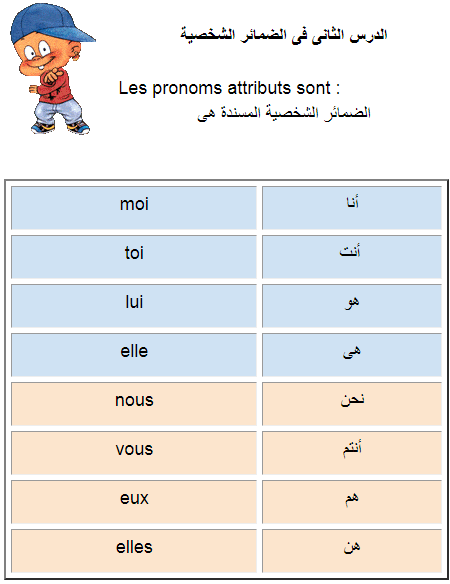 الدرس الثانى فى الضمائر الشخصية
Les pronoms attributs sont :
الضمائر الشخصية المسندة هى
moi أنا
toi أنت
lui هو
elle هى
nous نحن
vous أنتم
eux هم
elles هن